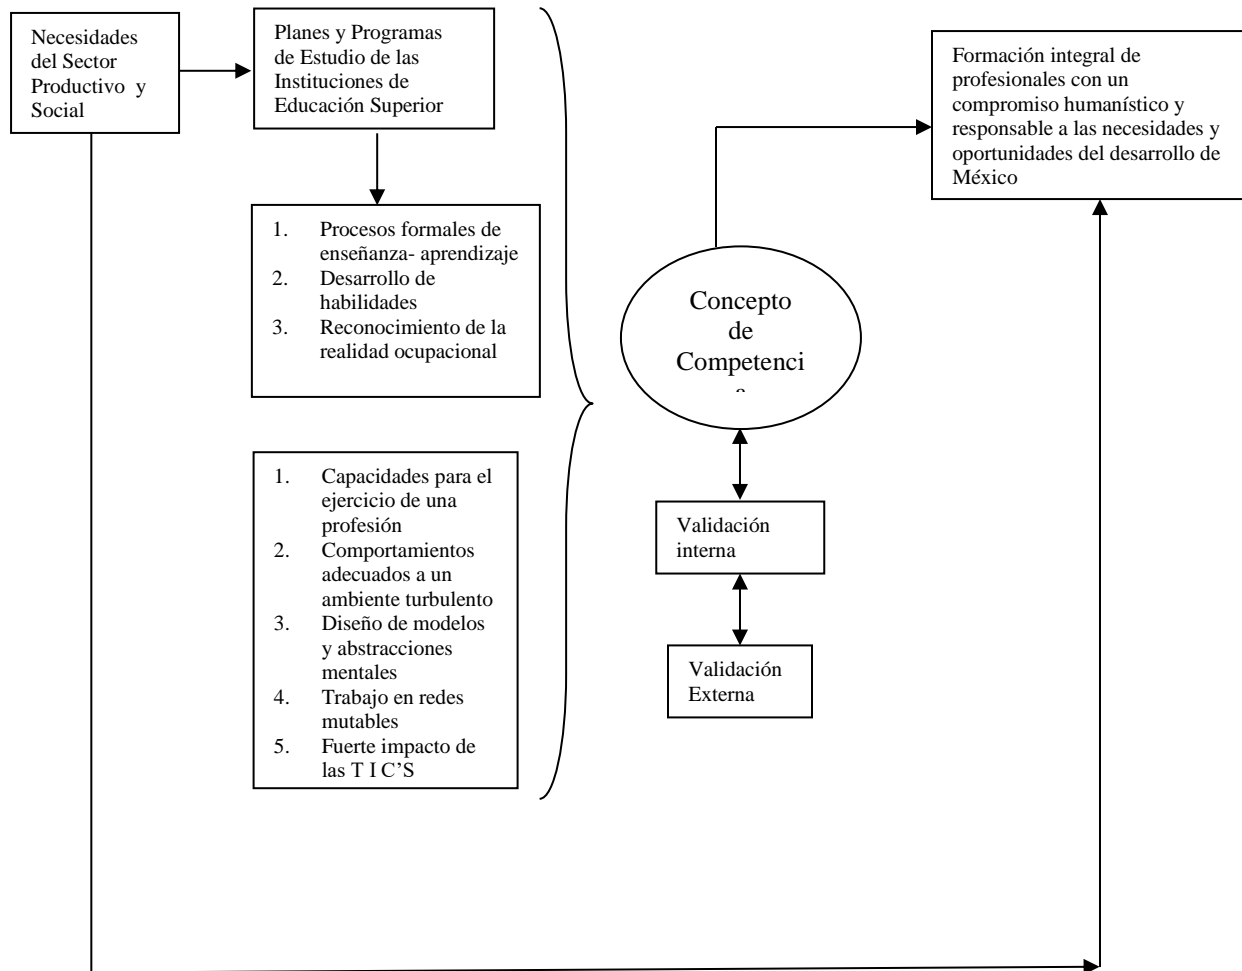 Necesidades
del Sector
Productivo y
Social
Planes y Programas
de Estudio de las
Instituciones de
Educación Superior
Formación integral de
profesionales con un
compromiso humanístico y
responsable a las necesidades y
oportunidades del desarrollo de
México
1. Procesos formales de
enseñanza- aprendizaje
2. Desarrollo de
habilidades
3. Reconocimiento de la
realidad ocupacional
Concepto
de
Competenci
1. Capacidades para el
ejercicio de una
profesión
2. Comportamientos
adecuados a un
ambiente turbulento
3. Diseño de modelos
y abstracciones
mentales
4. Trabajo en redes
mutables
5. Fuerte impacto de
las T I C'S
Validación
interna
Validación
Externa